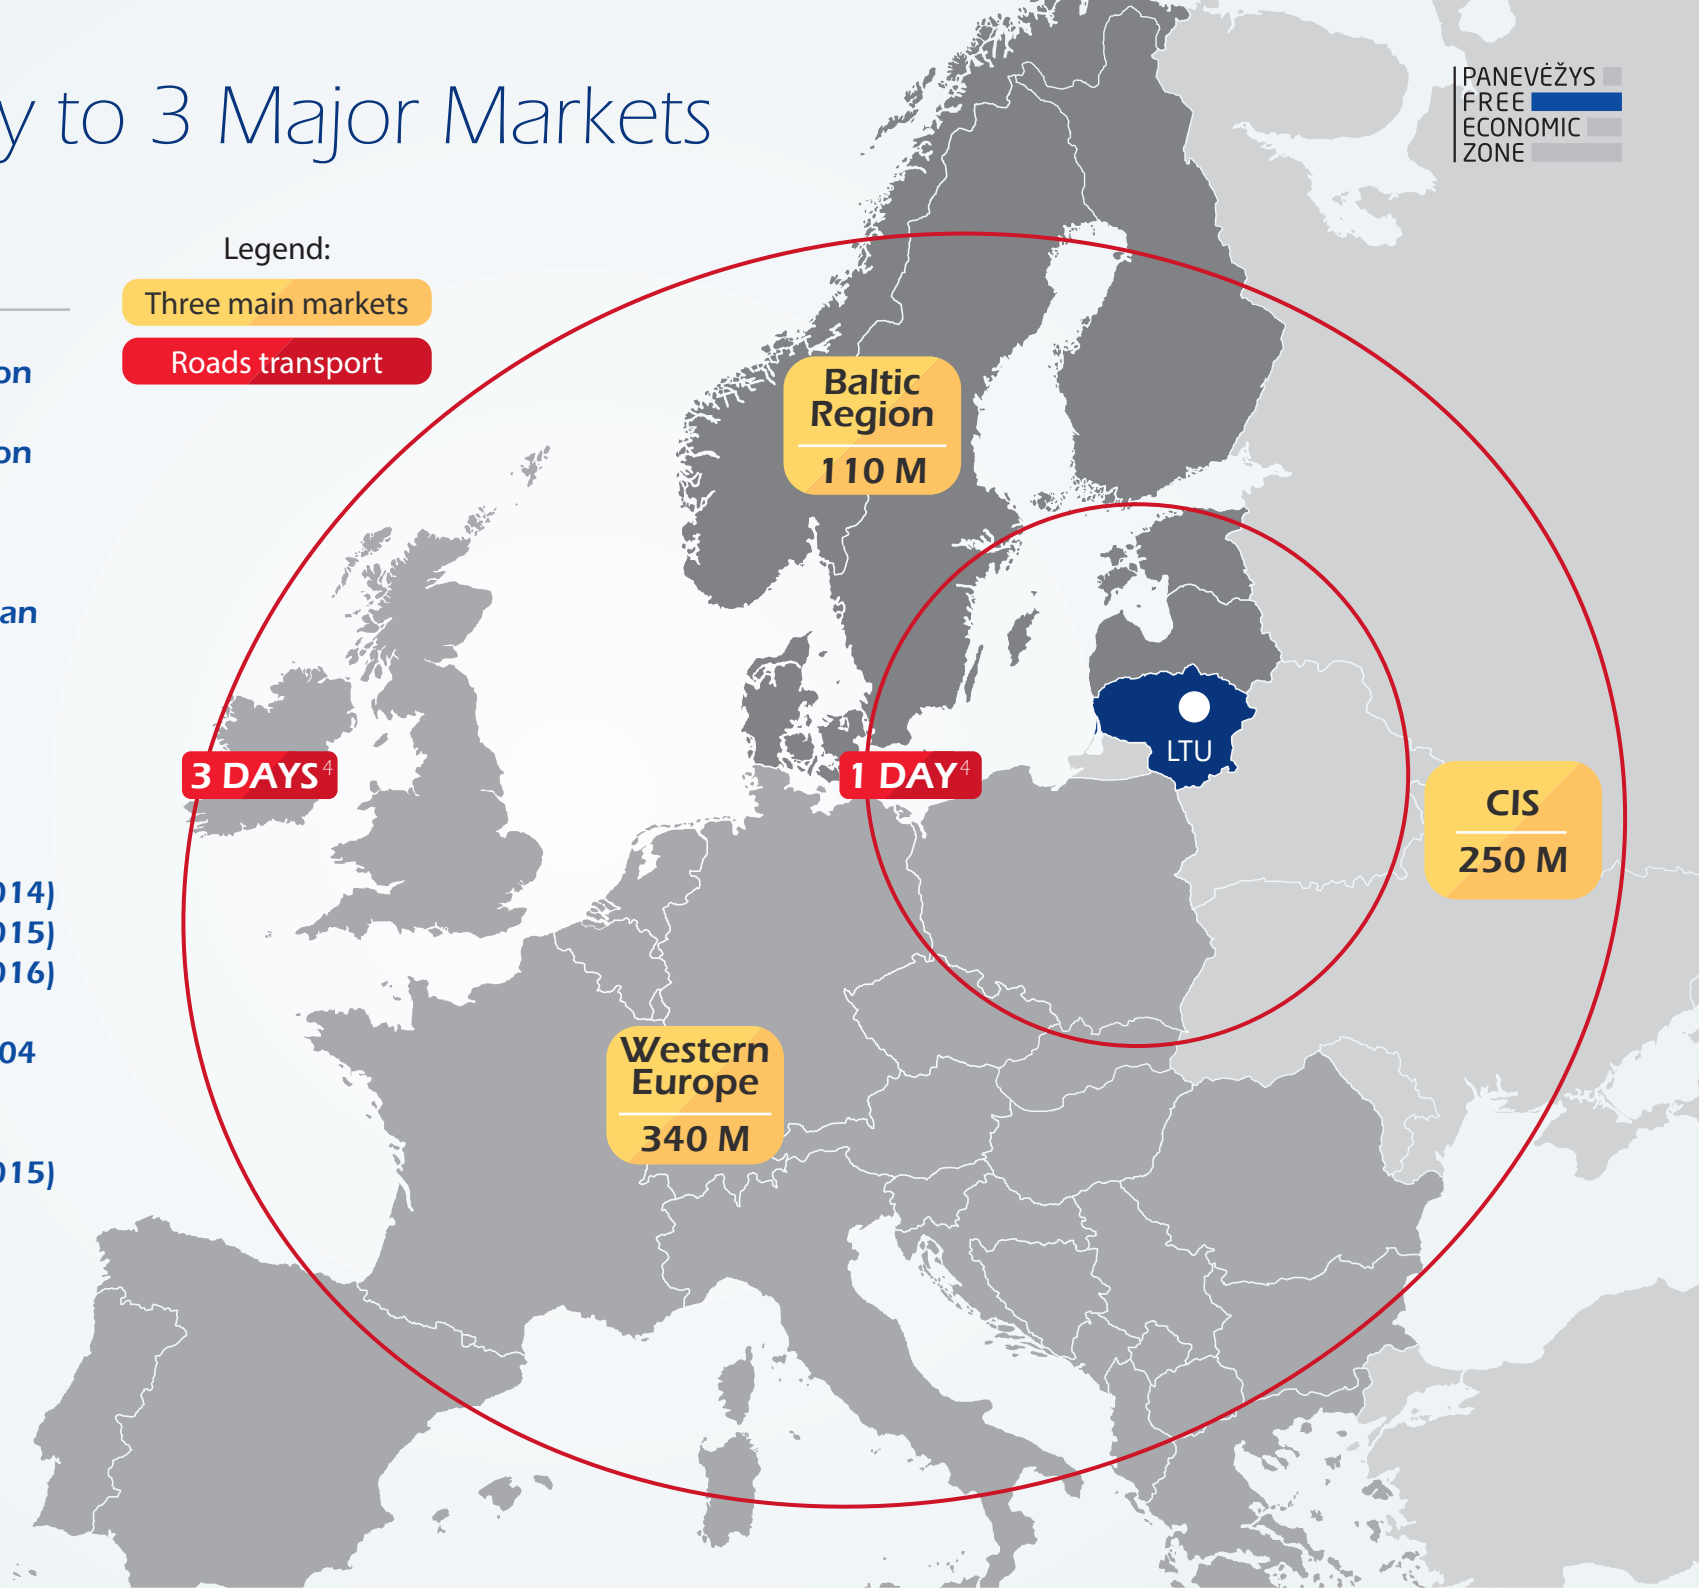 y to 3 Major Markets
PANEVĖŽYS
FREE
ECONOMIC
ZONE
Legend:
Three main markets
Roads transport
on
on
an
014)
015)
016)
04
015)
Baltic
Region
110 M
LTU
3 DAYS4
1 DAY4
CIS
250 M
Western
Europe
340 M